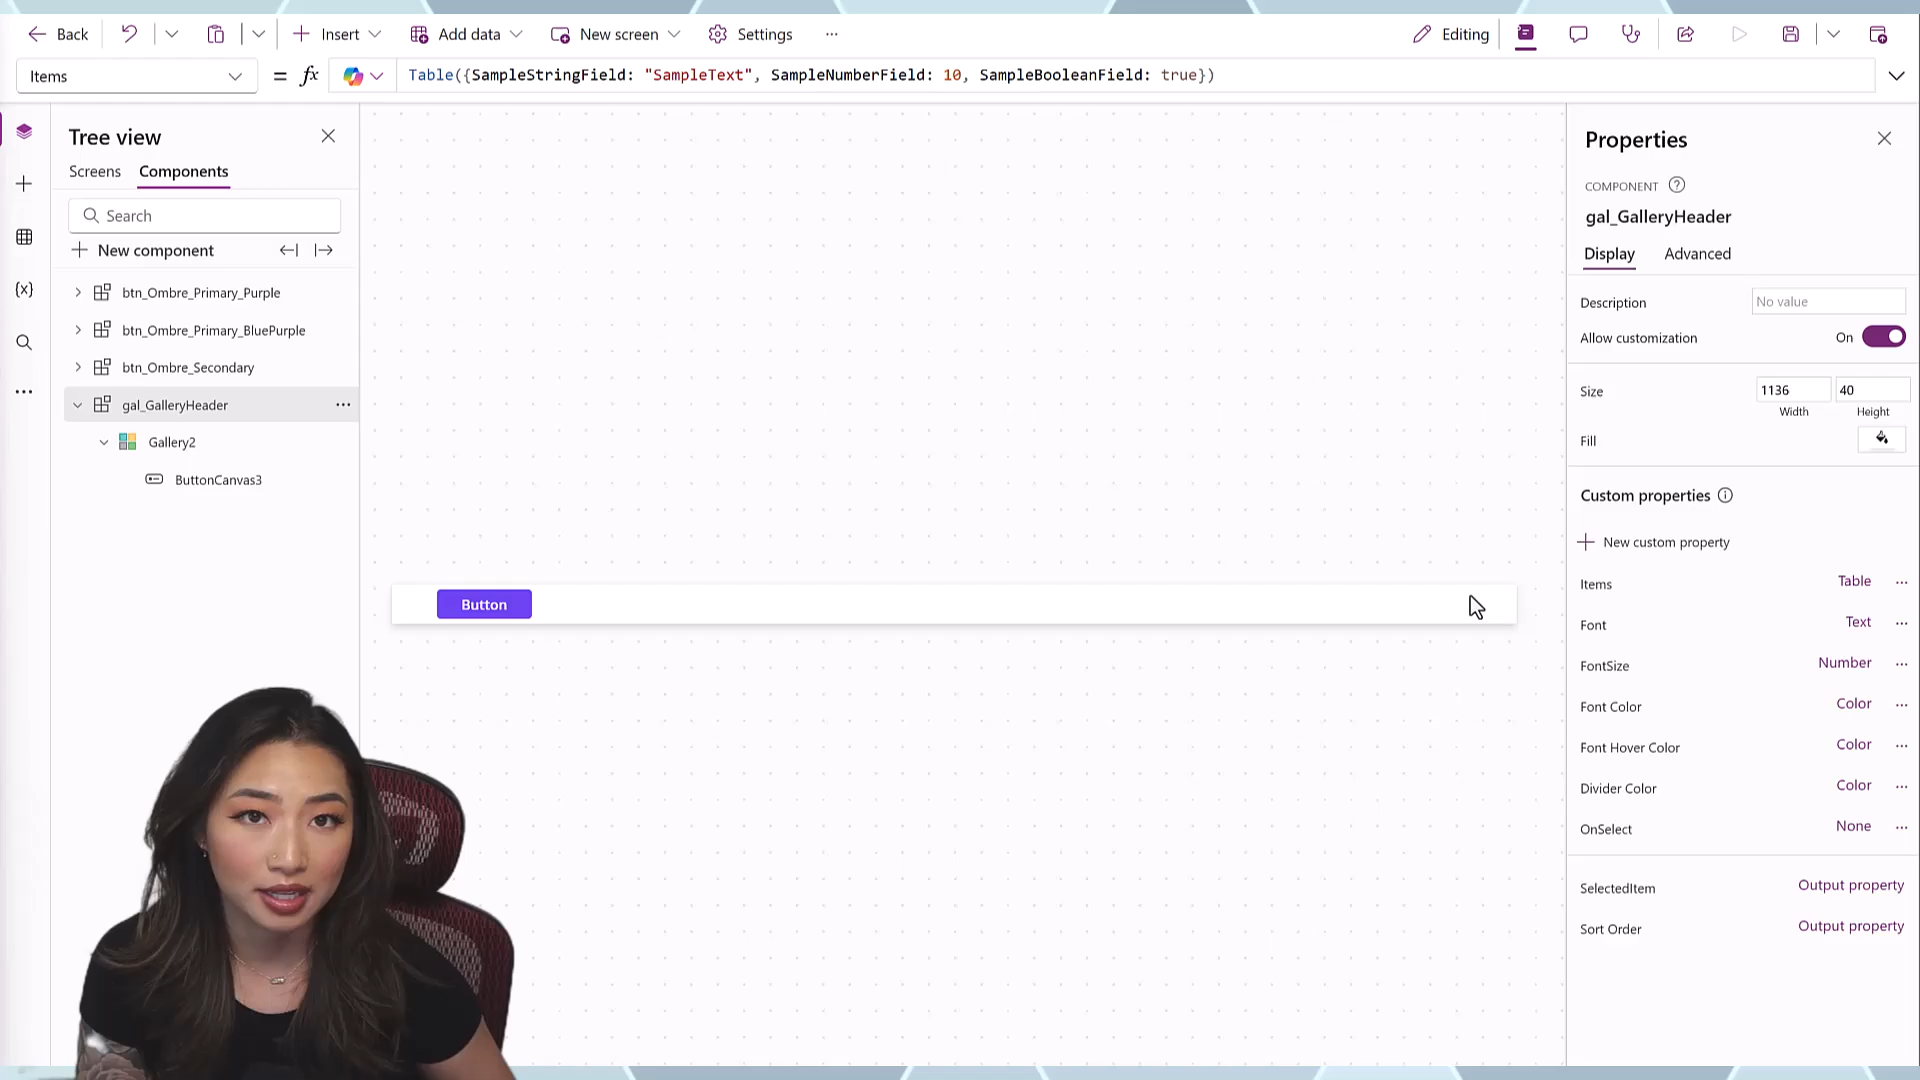 Back
Insert
Add data
New screen
Settings
Editing
Items
= fx
Table({SampleStringField: "SampleText", SampleNumberField: 10, SampleBooleanField: true})
Tree view
Screens
Components
Search
New component
btn_Ombre_Primary_Purple
btn_Ombre_Primary_BluePurple
btn_Ombre_Secondary
gal_GalleryHeader
Gallery2
ButtonCanvas3
Button
Properties
COMPONENT
gal_GalleryHeader
Display
Advanced
Description
No value
Allow customization
On
Size
1136
40
Width
Height
Fill
Custom properties
New custom property
Items
Table
Font
Text
FontSize
Number
Font Color
Color
Font Hover Color
Color
Divider Color
Color
OnSelect
None
SelectedItem
Output property
Sort Order
Output property